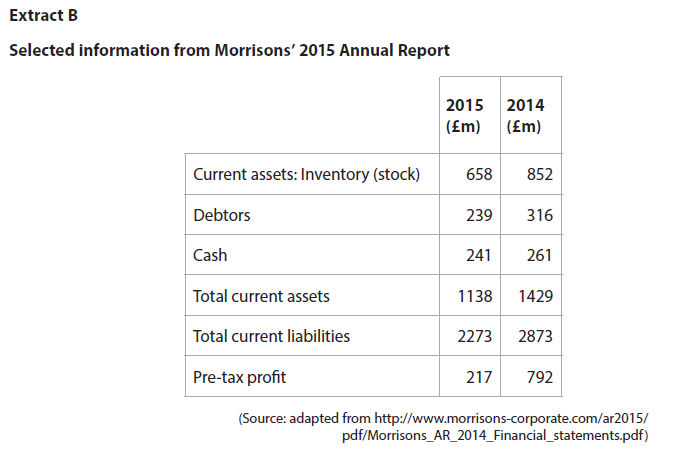 Extract B
Selected information from Morrisons' 2015 Annual Report
2015 2014
(£m) (£m)
Current assets: Inventory (stock) 658 852
Debtors 239 316
Cash 241 261
Total current assets 1138 1429
Total current liabilities 2273 2873
Pre-tax profit 217 792
(Source: adapted from http://www.morrisons-corporate.com/ar2015/
pdf/Morrisons_AR_2014_Financial_statements.pdf)